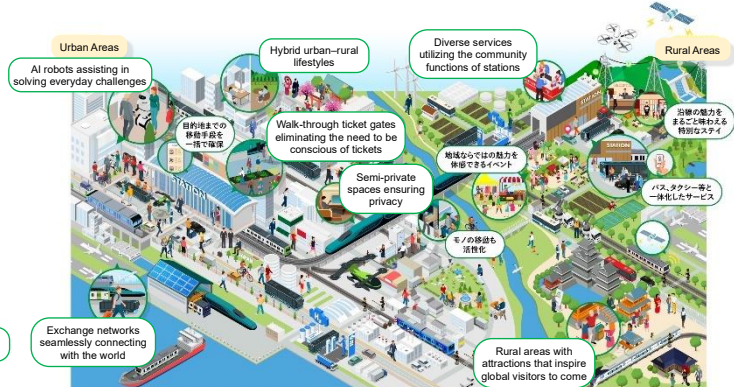 Urban Areas
Rural Areas
AI robots assisting in
solving everyday challenges
Hybrid urban–rural
lifestyles
Diverse services
utilizing the community
functions of stations
目的地までの
移動手段を
一括で確保
Walk-through ticket gates
eliminating the need to be
conscious of tickets
沿線の魅力を
まるごと味わえる
特別なステイ
STATION
STATION
STATION
地域ならではの魅力を
体感できるイベント
Semi-private
spaces ensuring
privacy
バス、タクシー等と
一体化したサービス
モノの移動も
活性化
Exchange networks
seamlessly connecting
with the world
Rural areas with
attractions that inspire
global visitors to come